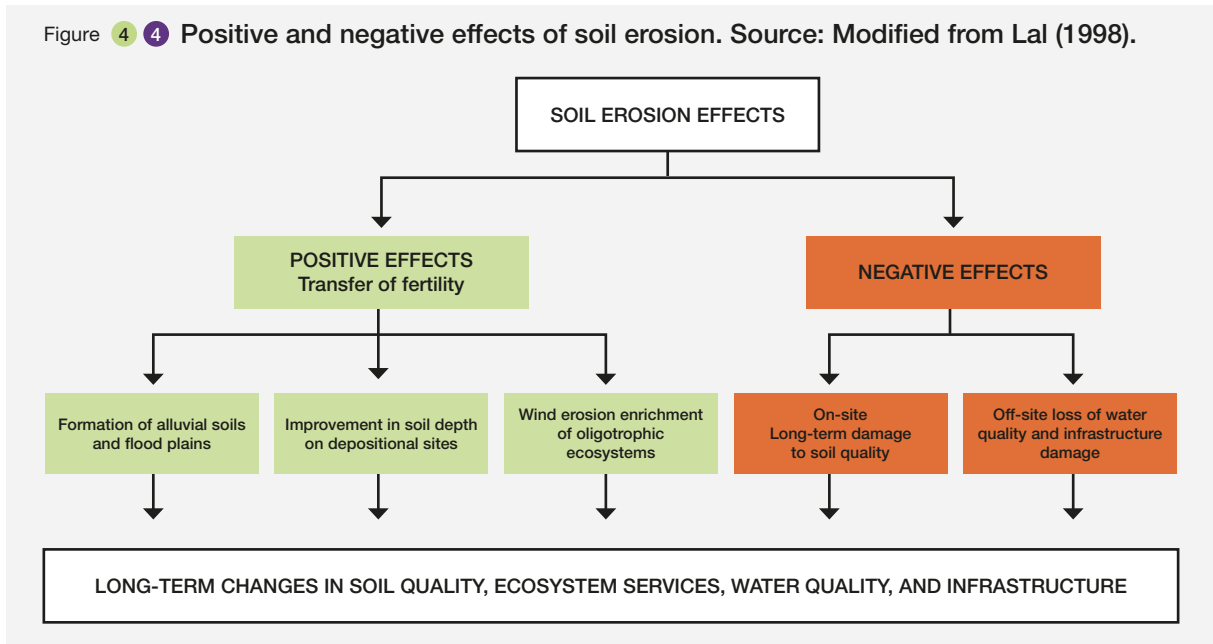 Figure 4 4 Positive and negative effects of soil erosion. Source: Modified from Lal (1998).
SOIL EROSION EFFECTS
POSITIVE EFFECTS
Transfer of fertility
NEGATIVE EFFECTS
Formation of alluvial soils
and flood plains
Improvement in soil depth
on depositional sites
Wind erosion enrichment
of oligotrophic
ecosystems
On-site
Long-term damage
to soil quality
Off-site loss of water
quality and infrastructure
damage
LONG-TERM CHANGES IN SOIL QUALITY, ECOSYSTEM SERVICES, WATER QUALITY, AND INFRASTRUCTURE